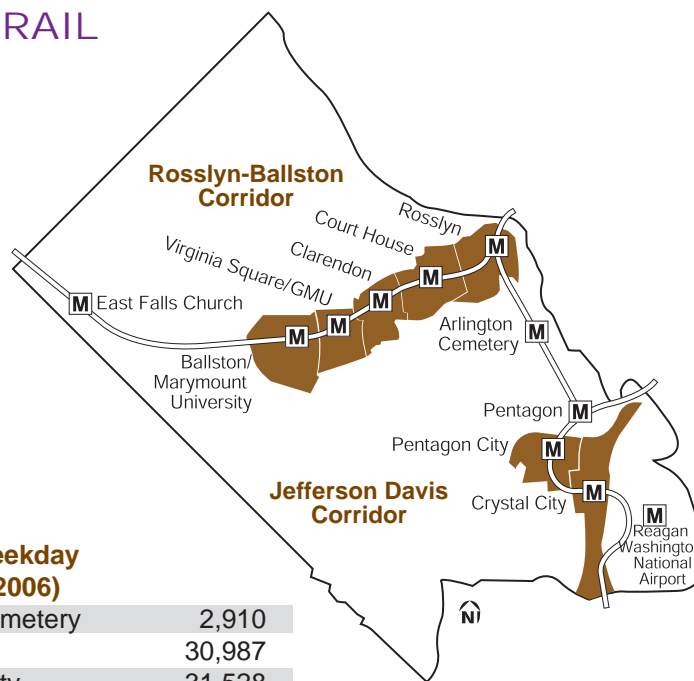 RAIL
Rosslyn-Ballston
Corridor
Rosslyn
Court House
Clarendon
Virginia Square/GMU
M
M
M
M
M
M East Falls Church
Ballston/
Marymount
University
Arlington
Cemetery
M
Pentagon
M
Pentagon City
M
Jefferson Davis
Corridor
Crystal City
M
M
Reagan
Washingto
National
Airport
N
eekday
2006)
metery 2,910
30,987